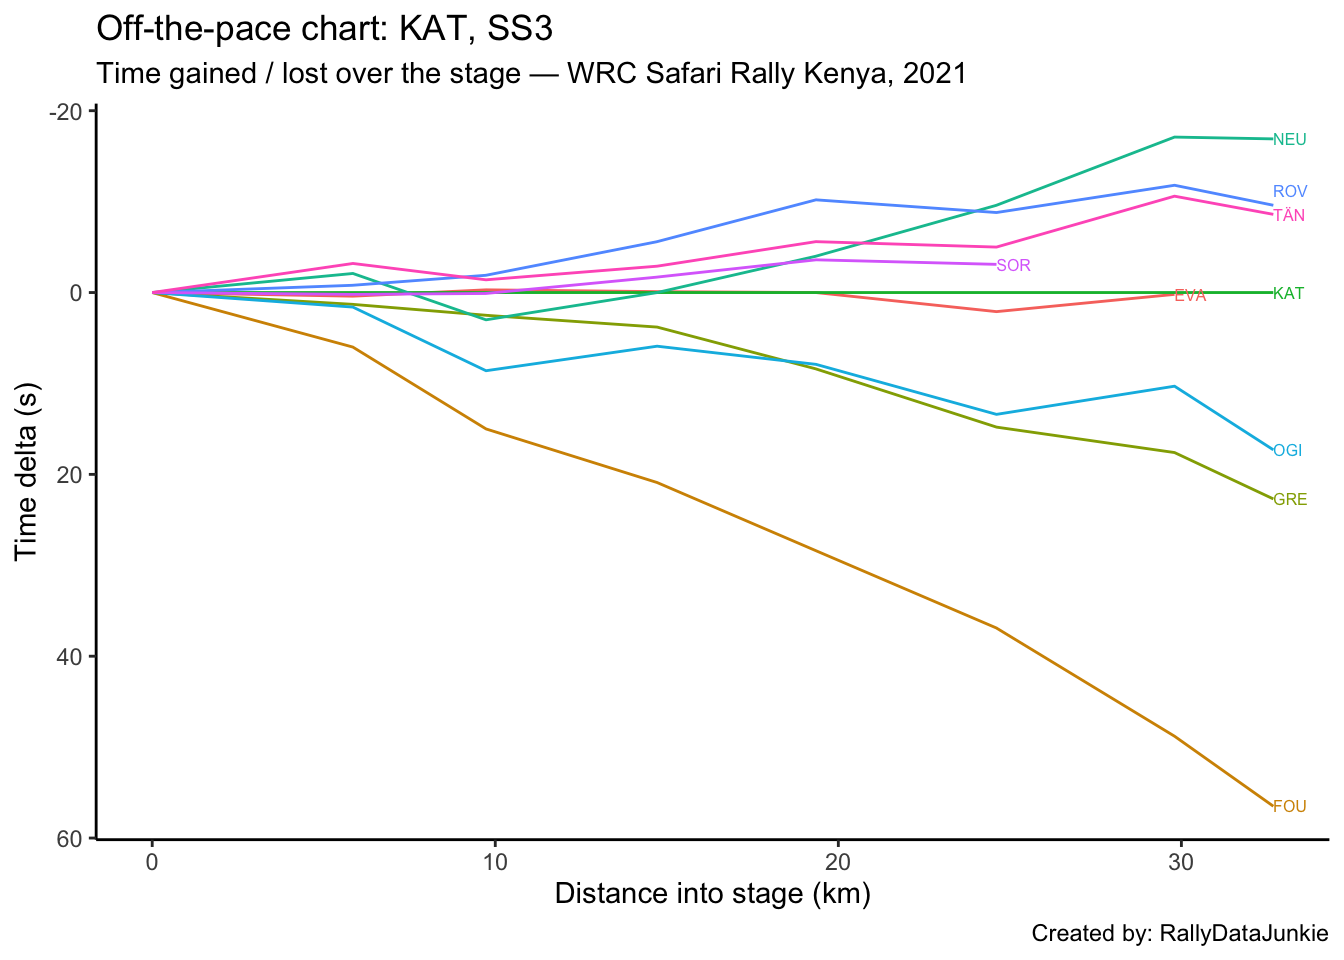 Off-the-pace chart: KAT, SS3
Time gained / lost over the stage — WRC Safari Rally Kenya, 2021
-20
NEU
ROV
TÄN
SOR
0
EVA
KAT
Time delta (s)
OGI
20
GRE
40
FOU
60
0
10
20
30
Distance into stage (km)
Created by: RallyDataJunkie